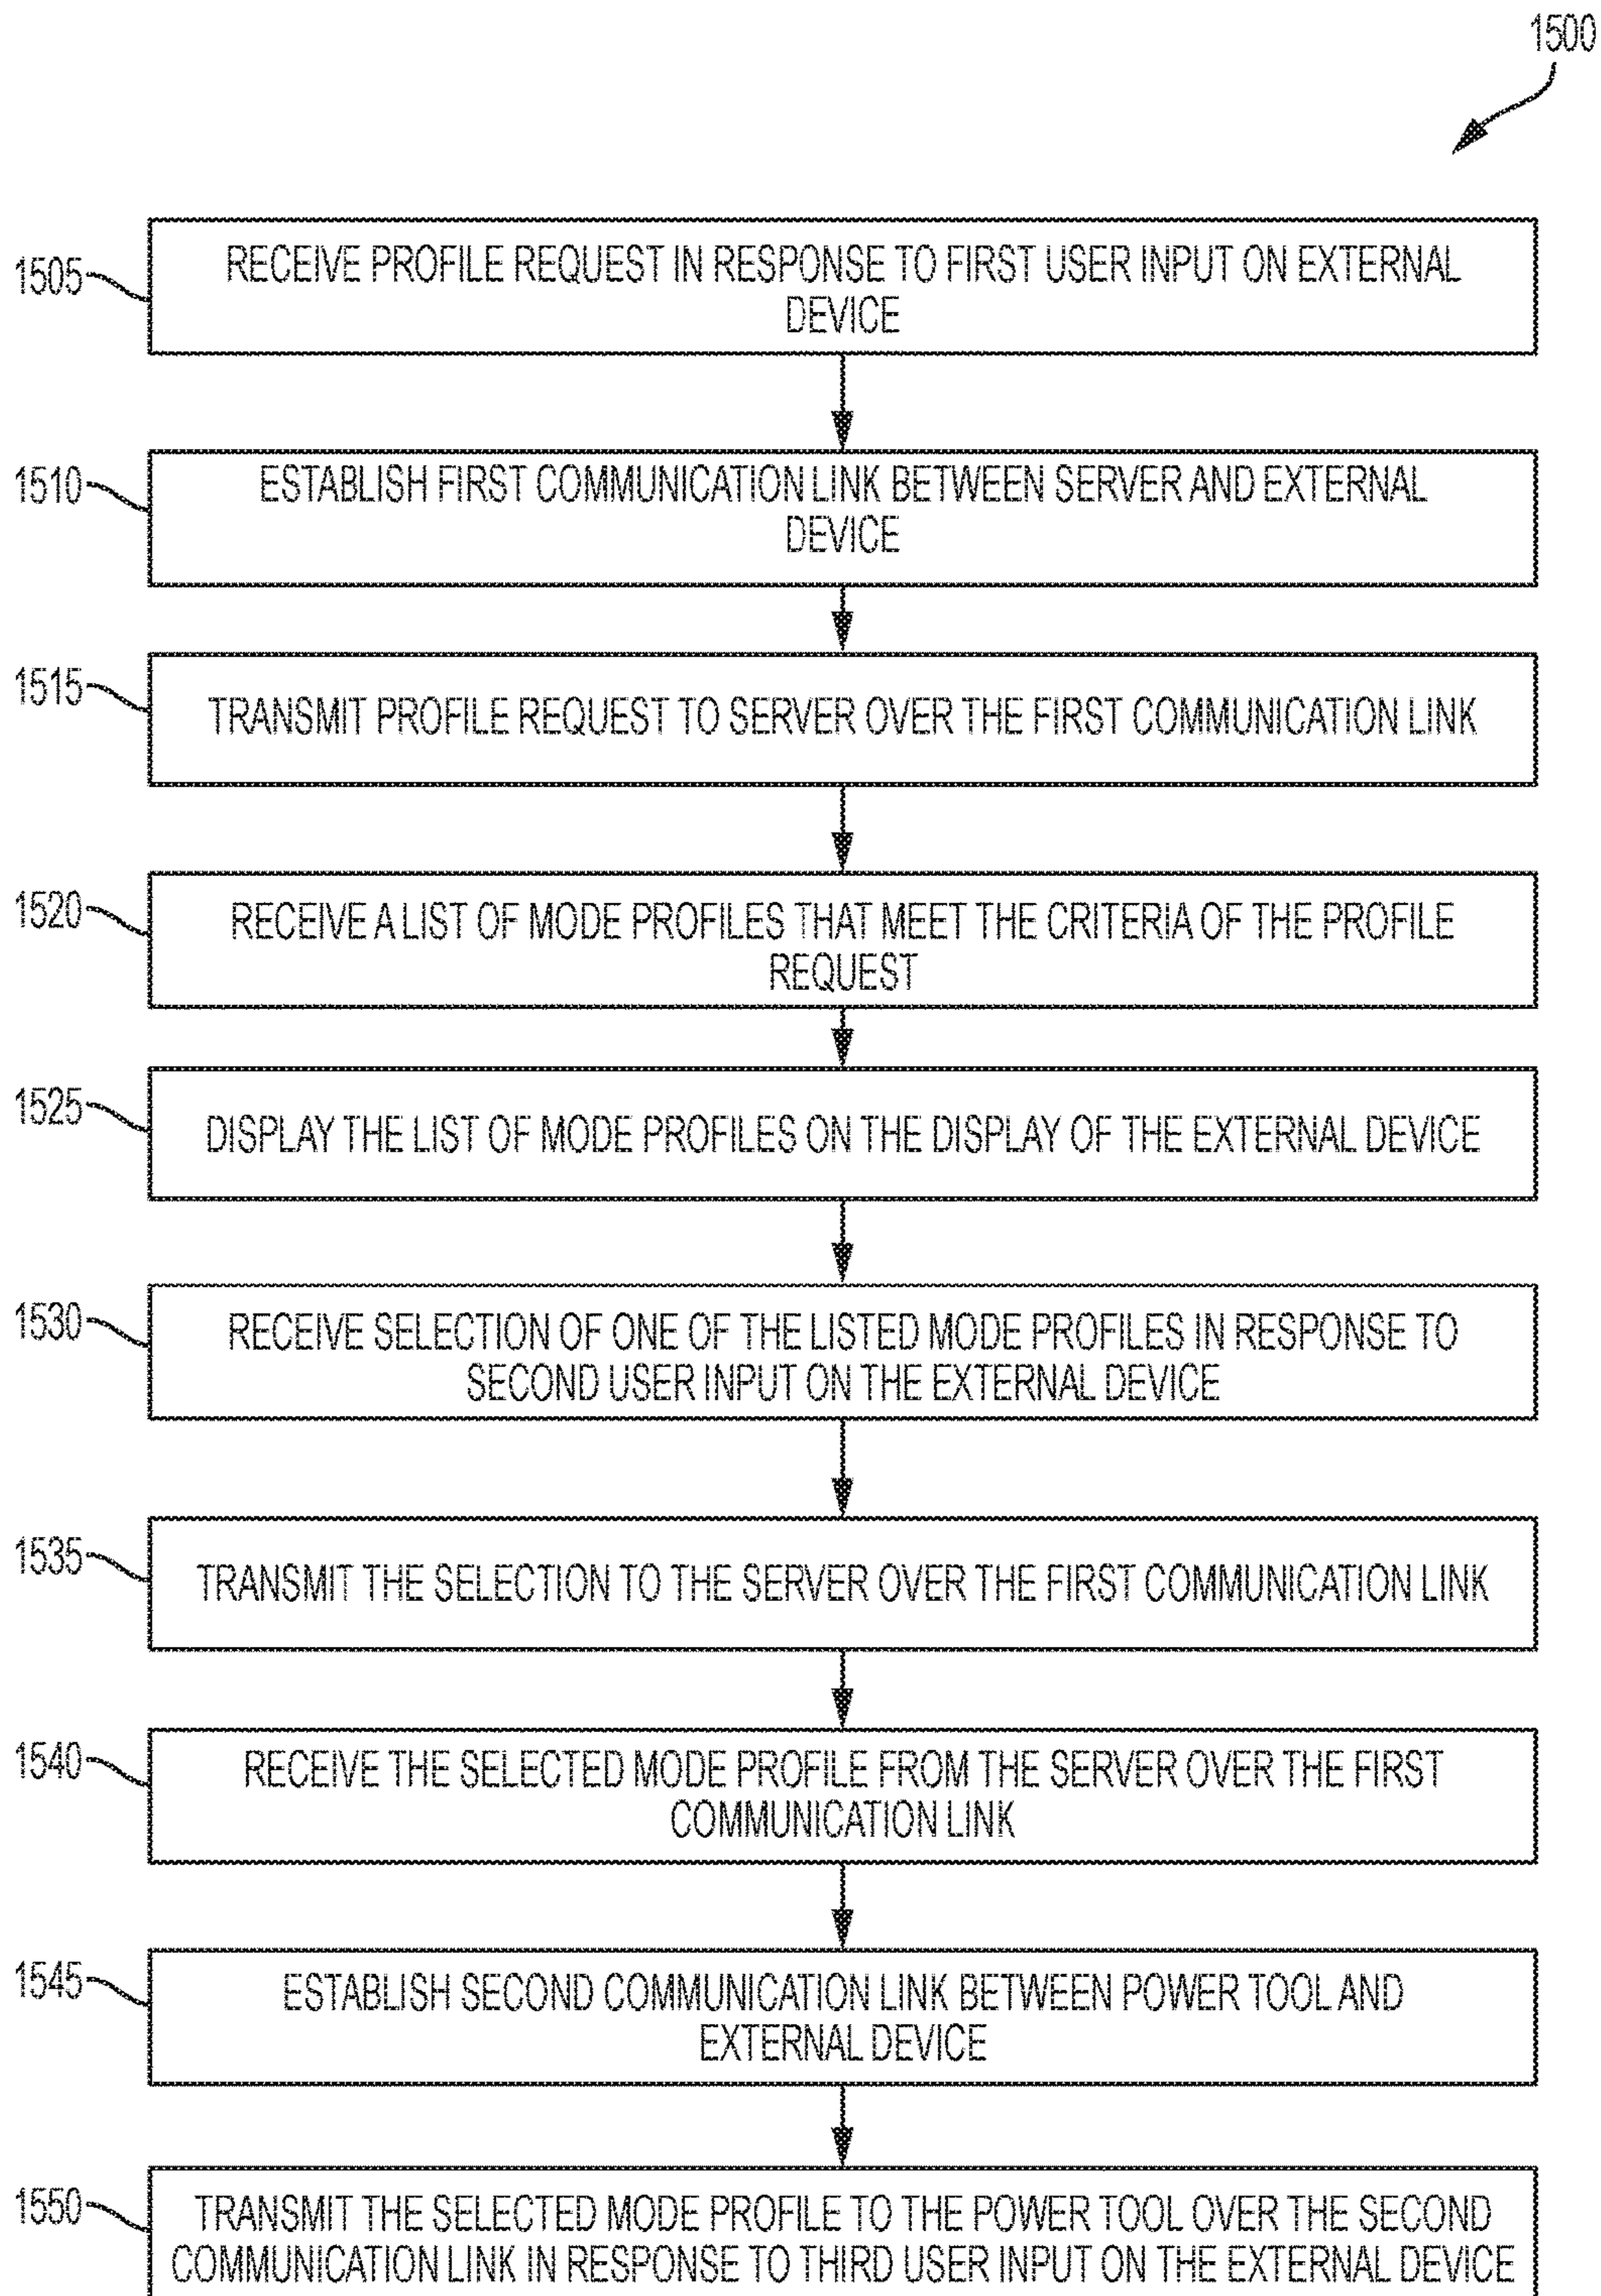 1500
1505
RECEIVE PROFILE REQUEST IN RESPONSE TO FIRST USER INPUT ON EXTERNAL
DEVICE
1510
ESTABLISH FIRST COMMUNICATION LINK BETWEEN SERVER AND EXTERNAL
DEVICE
1515
TRANSMIT PROFILE REQUEST TO SERVER OVER THE FIRST COMMUNICATION LINK
1520
RECEIVE A LIST OF MODE PROFILES THAT MEET THE CRITERIA OF THE PROFILE
REQUEST
1525
DISPLAY THE LIST OF MODE PROFILES ON THE DISPLAY OF THE EXTERNAL DEVICE
1530
RECEIVE SELECTION OF ONE OF THE LISTED MODE PROFILES IN RESPONSE TO
SECOND USER INPUT ON THE EXTERNAL DEVICE
1535
TRANSMIT THE SELECTION TO THE SERVER OVER THE FIRST COMMUNICATION LINK
1540
RECEIVE THE SELECTED MODE PROFILE FROM THE SERVER OVER THE FIRST
COMMUNICATION LINK
1545
ESTABLISH SECOND COMMUNICATION LINK BETWEEN POWER TOOL AND
EXTERNAL DEVICE
1550
TRANSMIT THE SELECTED MODE PROFILE TO THE POWER TOOL OVER THE SECOND
COMMUNICATION LINK IN RESPONSE TO THIRD USER INPUT ON THE EXTERNAL DEVICE